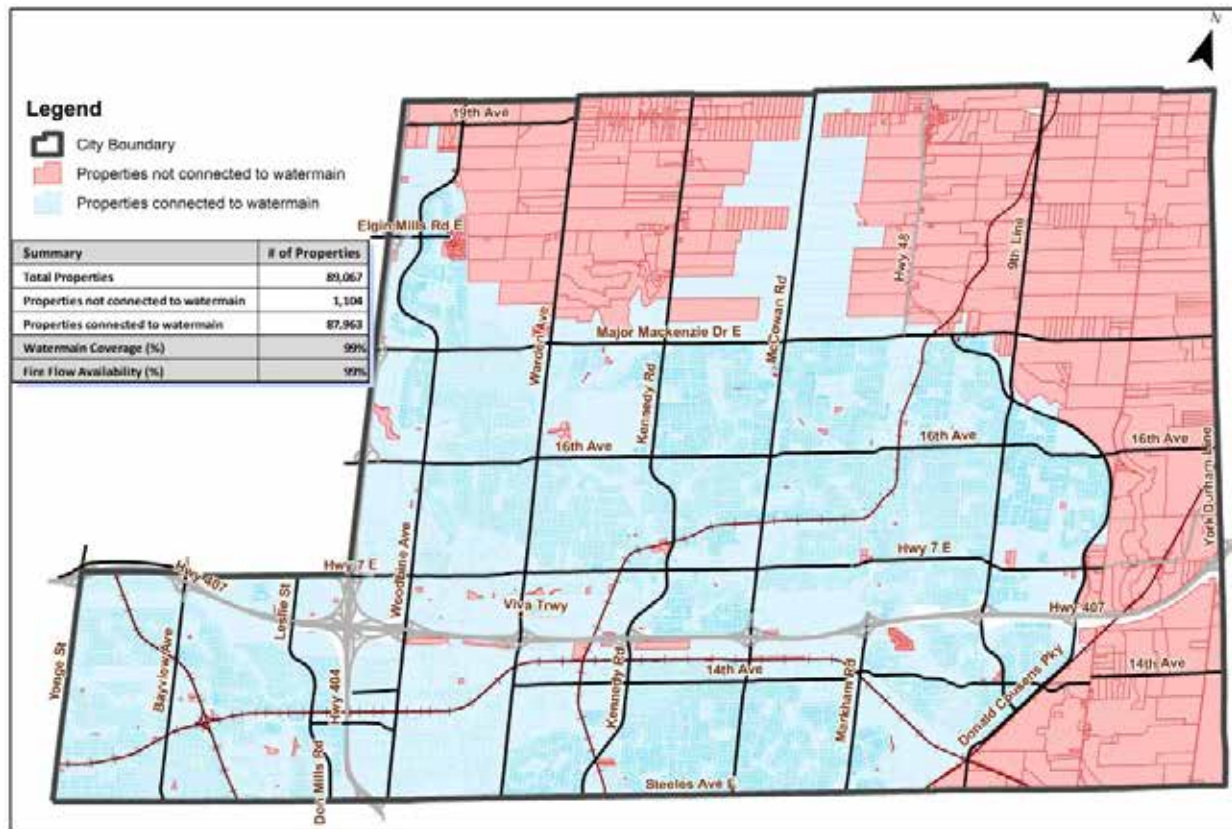 N
Legend
City Boundary
Properties not connected to watermain
Properties connected to watermain
Summary # of Properties
Total Properties 89,067
Properties not connected to watermain 1,104
Properties connected to watermain 87,963
Watermain Coverage (%) 99%
Fire Flow Availability (%) 99%
19th Ave
Elgin Mills Rd E
Hwy 48
9th Line
Warden Ave
Major Mackenzie Dr E
McCowan Rd
Kennedy Rd
16th Ave
16th Ave
16th Ave
York Durham Line
Hwy 407
Hwy 7 E
Hwy 7 E
Woodbine Ave
Leslie St
Viva Trwy
Hwy 407
Yonge St
Bayview Ave
Hwy 404
Kennedy Rd
14th Ave
14th Ave
Markham Rd
Donald Cousens Pky
Don Mills Rd
Steeles Ave E